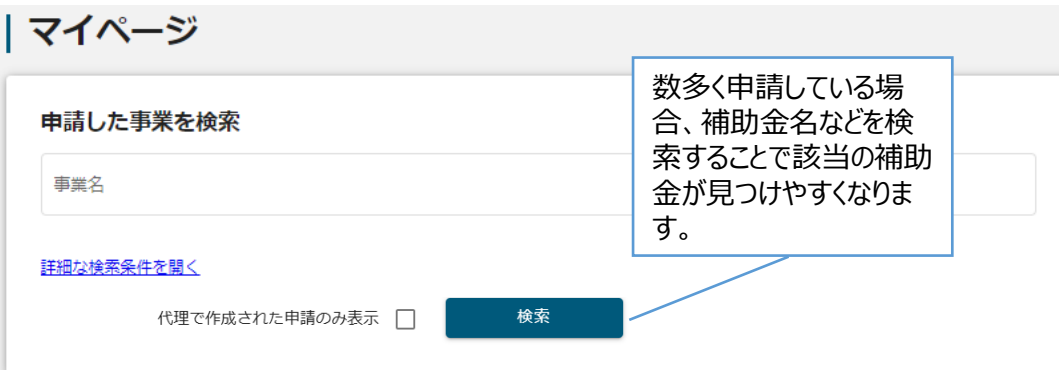 マイページ
数多く申請している場
合、補助金名などを検
索することで該当の補助
金が見つけやすくなりま
す。
申請した事業を検索
事業名
詳細な検索条件を開く
代理で作成された申請のみ表示
検索